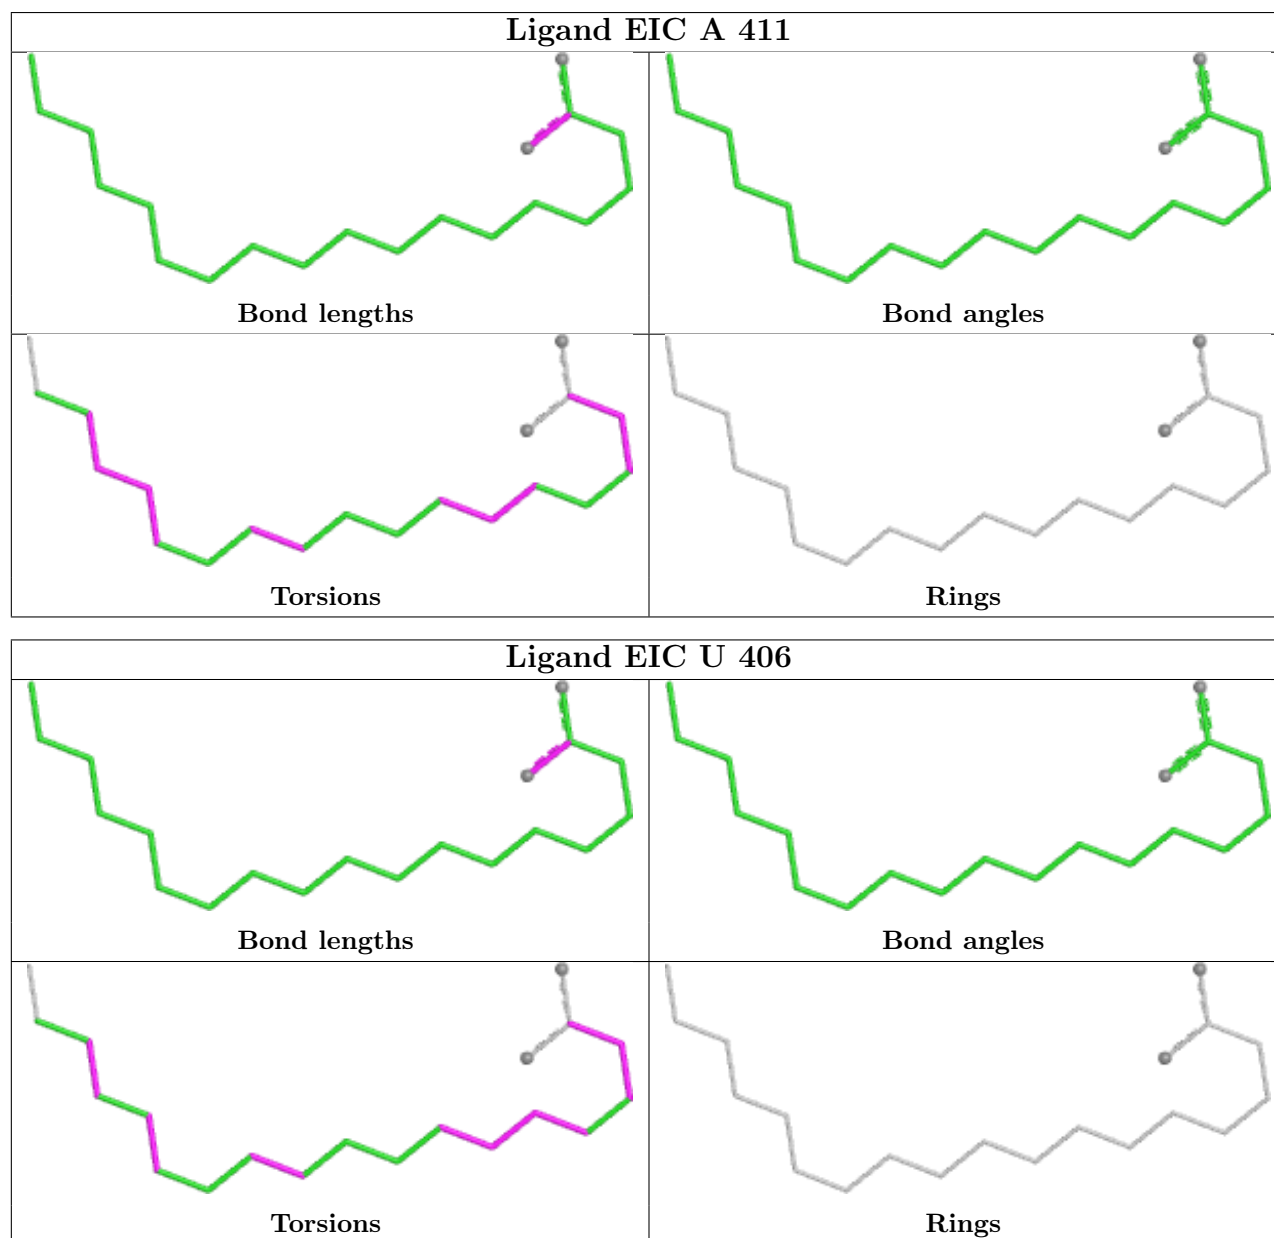 Ligand EIC A 411
Bond lengths
Bond angles
Torsions
Rings
Ligand EIC U 406
Bond lengths
Bond angles
Torsions
Rings